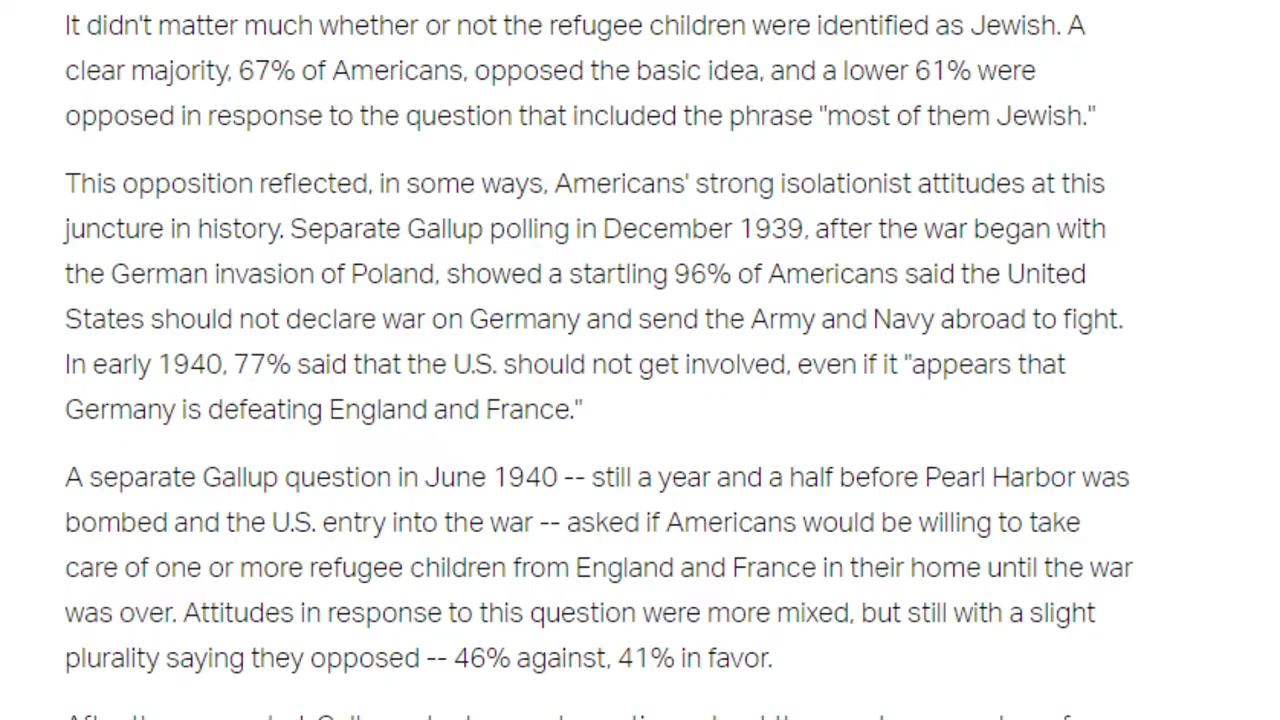 It didn't matter much whether or not the refugee children were identified as Jewish. A
clear majority, 67% of Americans, opposed the basic idea, and a lower 61% were
opposed in response to the question that included the phrase "most of them Jewish."
This opposition reflected, in some ways, Americans' strong isolationist attitudes at this
juncture in history. Separate Gallup polling in December 1939, after the war began with
the German invasion of Poland, showed a startling 96% of Americans said the United
States should not declare war on Germany and send the Army and Navy abroad to fight.
In early 1940, 77% said that the U.S. should not get involved, even if it "appears that
Germany is defeating England and France."
A separate Gallup question in June 1940 -- still a year and a half before Pearl Harbor was
bombed and the U.S. entry into the war -- asked if Americans would be willing to take
care of one or more refugee children from England and France in their home until the war
was over. Attitudes in response to this question were more mixed, but still with a slight
plurality saying they opposed -- 46% against, 41% in favor.